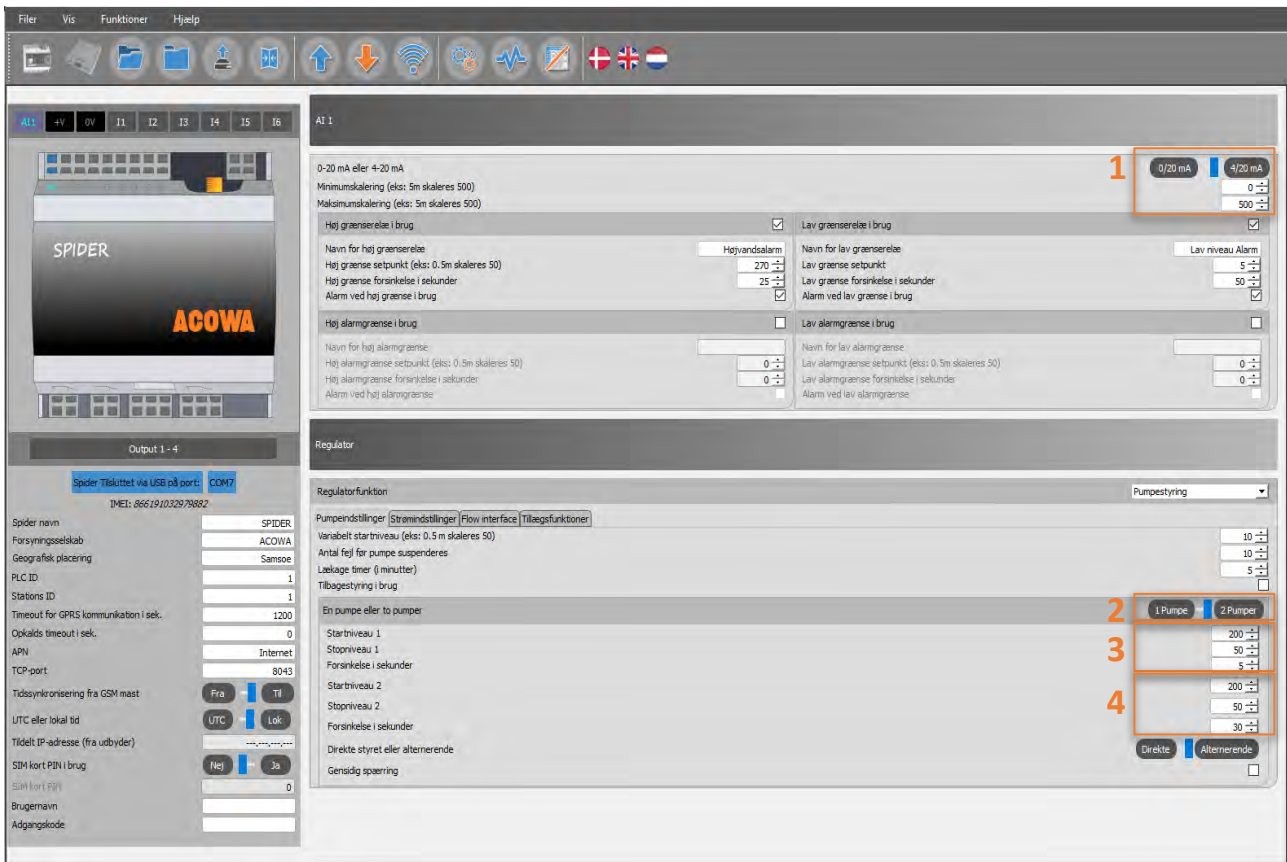 Filer Vis Funktioner Hjælp
AI1 +V 0V I1 I2 I3 I4 I5 I6
SPIDER
ACOWA
Output 1 - 4
Spider Tilsluttet via USB på port: COM7
IMEI: 866191032979882
Spider navn SPIDER
Forsyningsselskab ACOWA
Geografisk placering Samsoe
PLC ID 1
Stations ID 1
Timeout for GPRS kommunikation i sek. 1200
Opkalds timeout i sek. 0
APN Internet
TCP-port 8043
Tidssynkronisering fra GSM mast Fra Til
UTC eller lokal tid UTC Lok
Tildelt IP-adresse (fra udbyder) ---.---.---.---
SIM kort PIN i brug Nej Ja
SIM kort PIN 0
Brugernavn
Adgangskode
AI 1
0-20 mA eller 4-20 mA 1 0/20 mA 4/20 mA
Minimumskalering (eks: 5m skaleres 500) 0
Maksimumskalering (eks: 5m skaleres 500) 500
Høj grænserelæ i brug
Navn for høj grænserelæ Højvandsalarm
Høj grænse setpunkt (eks: 0.5m skaleres 50) 270
Høj grænse forsinkelse i sekunder 25
Alarm ved høj grænse i brug
Lav grænserelæ i brug
Navn for lav grænserelæ Lav niveau Alarm
Lav grænse setpunkt 5
Lav grænse forsinkelse i sekunder 50
Alarm ved lav grænse i brug
Høj alarmgrænse i brug
Navn for høj alarmgrænse
Høj alarmgrænse setpunkt (eks: 0.5m skaleres 50) 0
Høj alarmgrænse forsinkelse i sekunder 0
Alarm ved høj alarmgrænse
Lav alarmgrænse i brug
Navn for lav alarmgrænse
Lav alarmgrænse setpunkt (eks: 0.5m skaleres 50) 0
Lav alarmgrænse forsinkelse i sekunder 0
Alarm ved lav alarmgrænse
Regulator
Regulatorfunktion Pumpestyring
Pumpeindstillinger Strømindstillinger Flow interface Tillægsfunktioner
Variabelt startniveau (eks: 0.5 m skaleres 50) 10
Antal fejl før pumpe suspenderes 10
Lækage timer (i minutter) 5
Tilbagestyring i brug
En pumpe eller to pumper 2 1 Pumpe 2 Pumper
Startniveau 1 200
Stopniveau 1 3 50
Forsinkelse i sekunder 5
Startniveau 2 200
Stopniveau 2 4 50
Forsinkelse i sekunder 30
Direkte styret eller alternerende Direkte Alternerende
Gensidig spærring